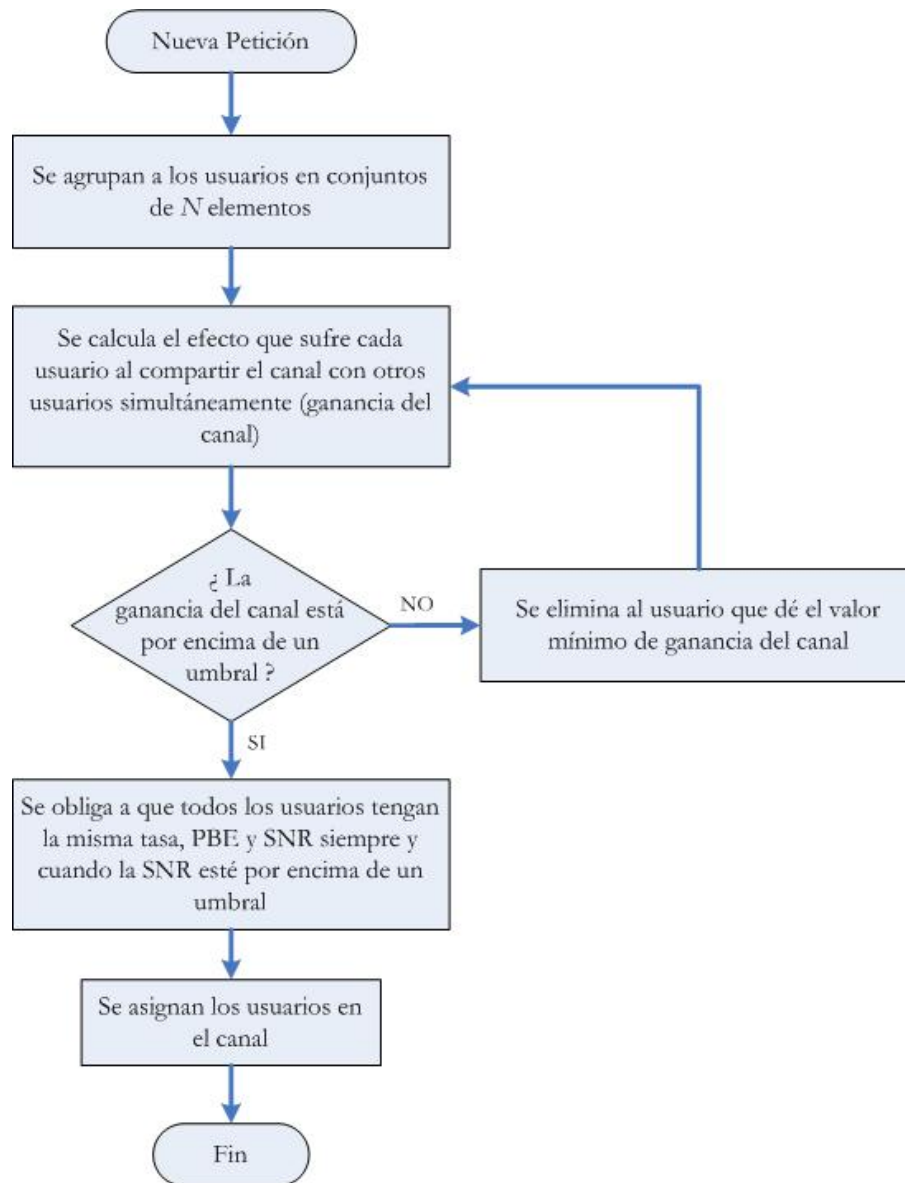 Nueva Petición
Se agrupan a los usuarios en conjuntos
de N elementos
Se calcula el efecto que sufre cada
usuario al compartir el canal con otros
usuarios simultáneamente (ganancia del
canal)
¿ La
ganancia del canal está
por encima de un
umbral ?
NO
Se elimina al usuario que dé el valor
mínimo de ganancia del canal
SI
Se obliga a que todos los usuarios tengan
la misma tasa, PBE y SNR siempre y
cuando la SNR esté por encima de un
umbral
Se asignan los usuarios en
el canal
Fin